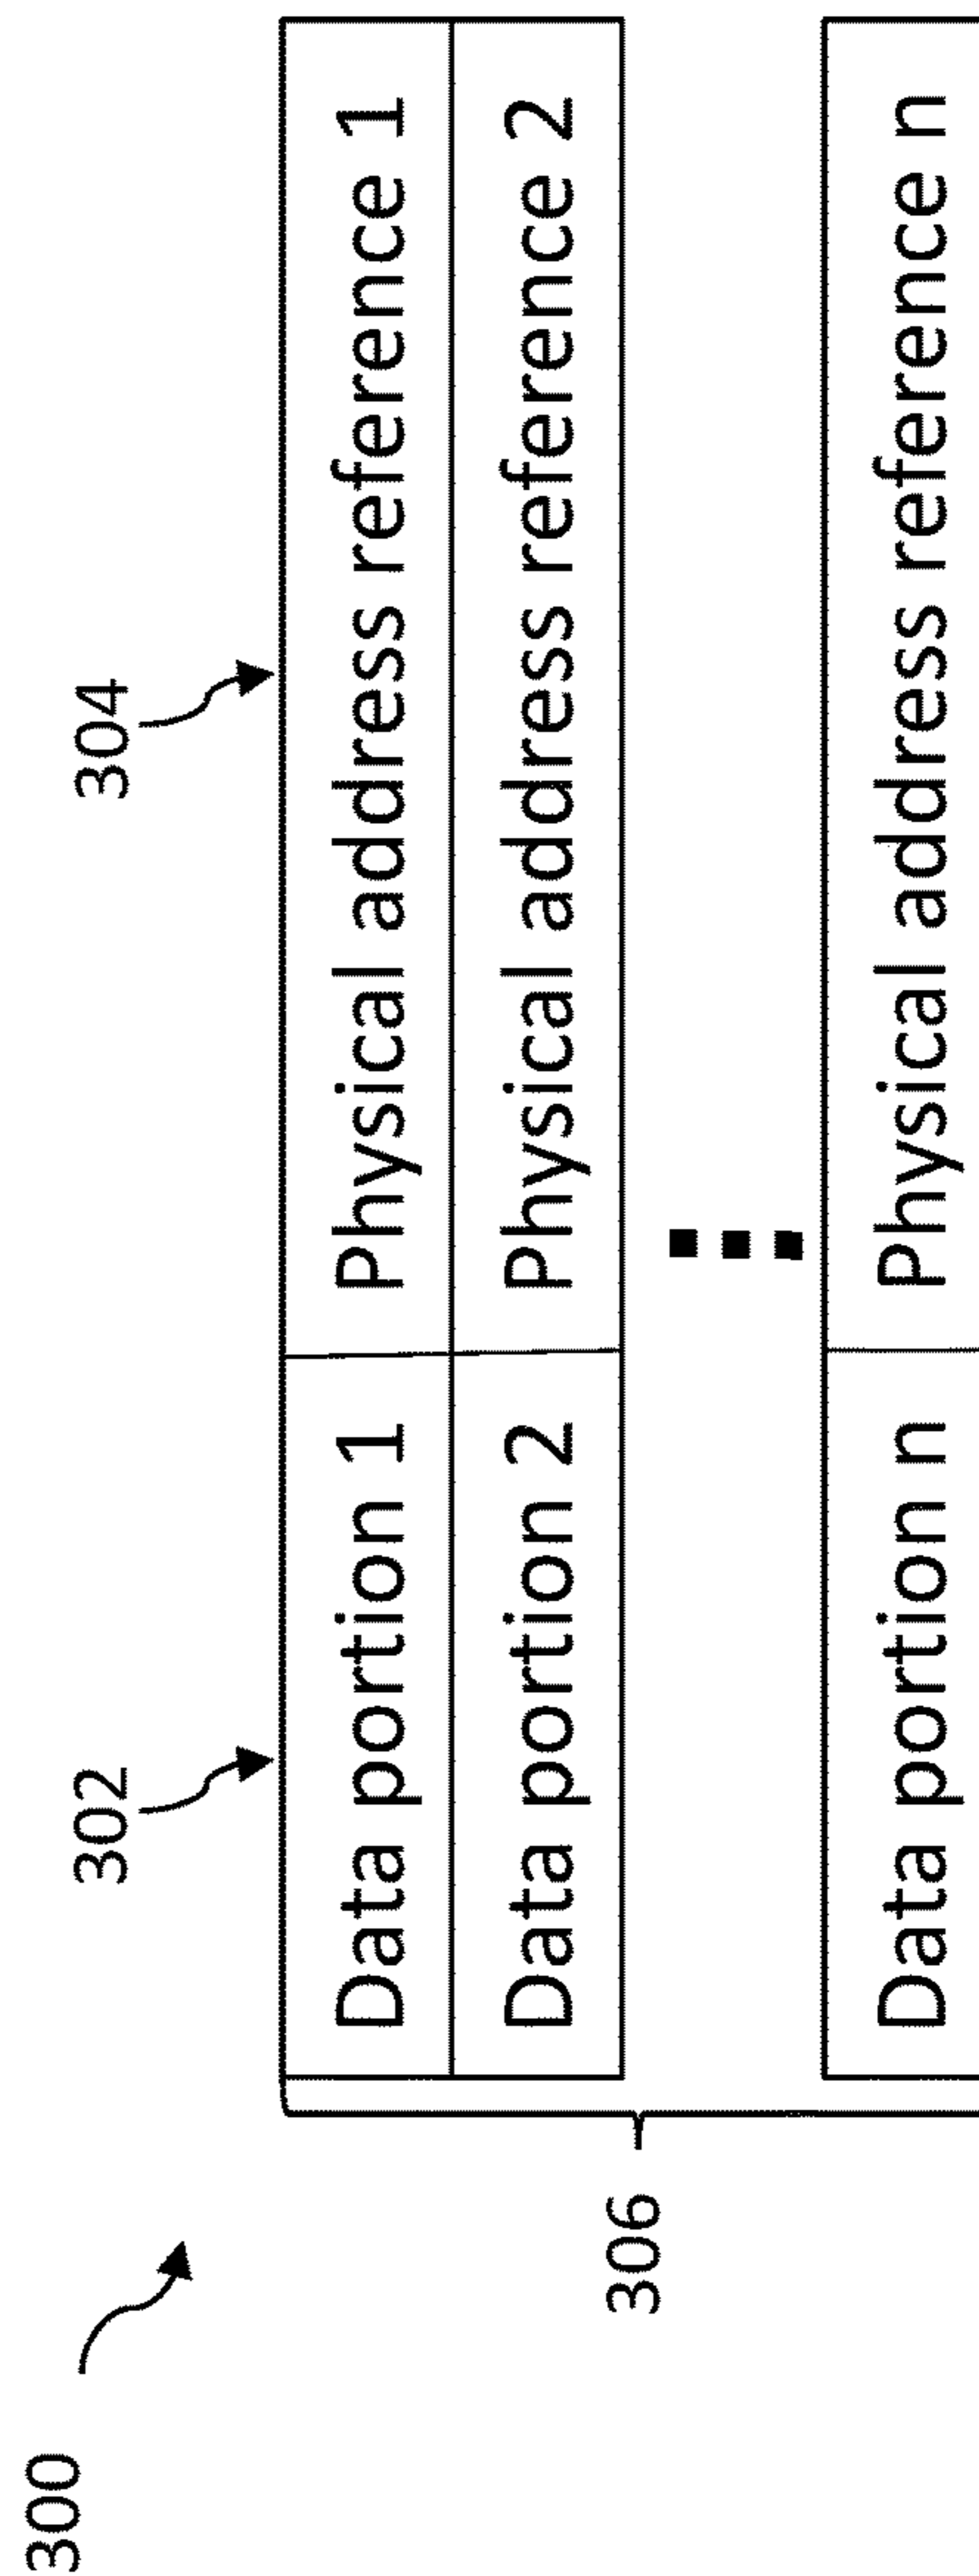 300
302
304
306
Data portion 1 Physical address reference 1
Data portion 2 Physical address reference 2
Data portion n Physical address reference n